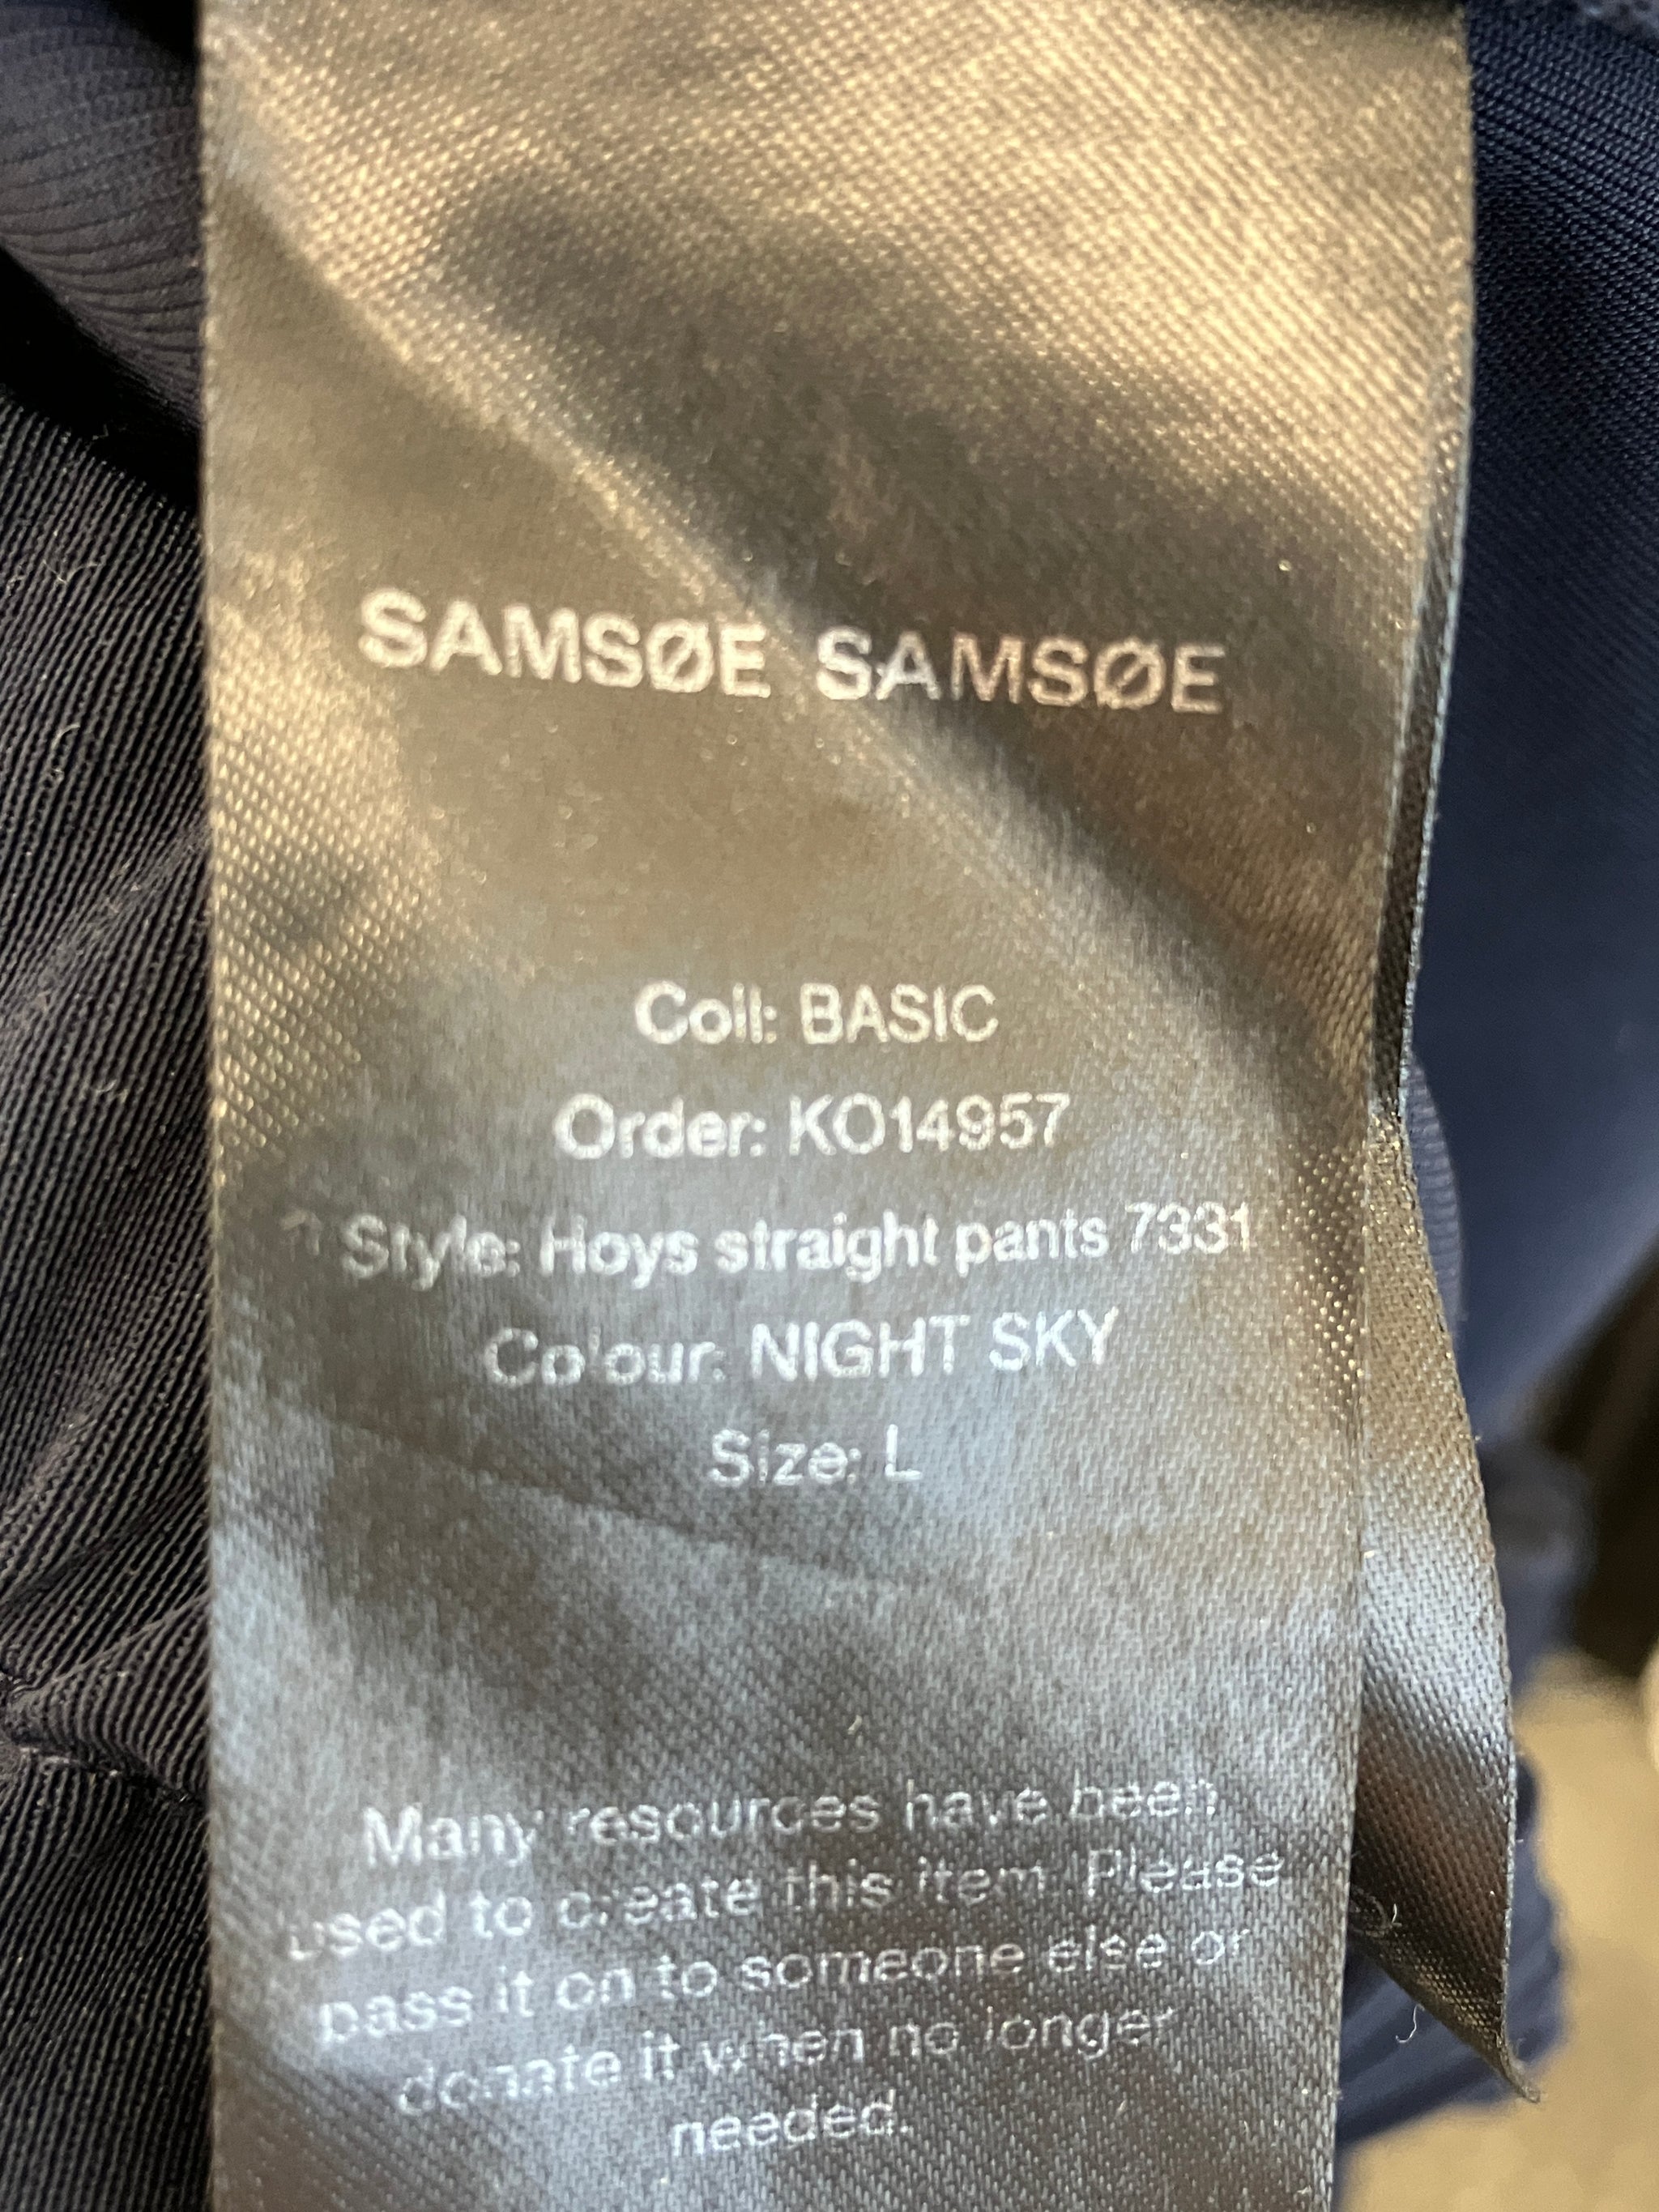 SAMSØE SAMSØE
Coll: BASIC
Order: KO14957
Style: Hoys straight pants 7331
Colour: NIGHT SKY
Size: L
Many resources have been
used to create this item. Please
pass it on to someone else or
donate it when no longer
needed.